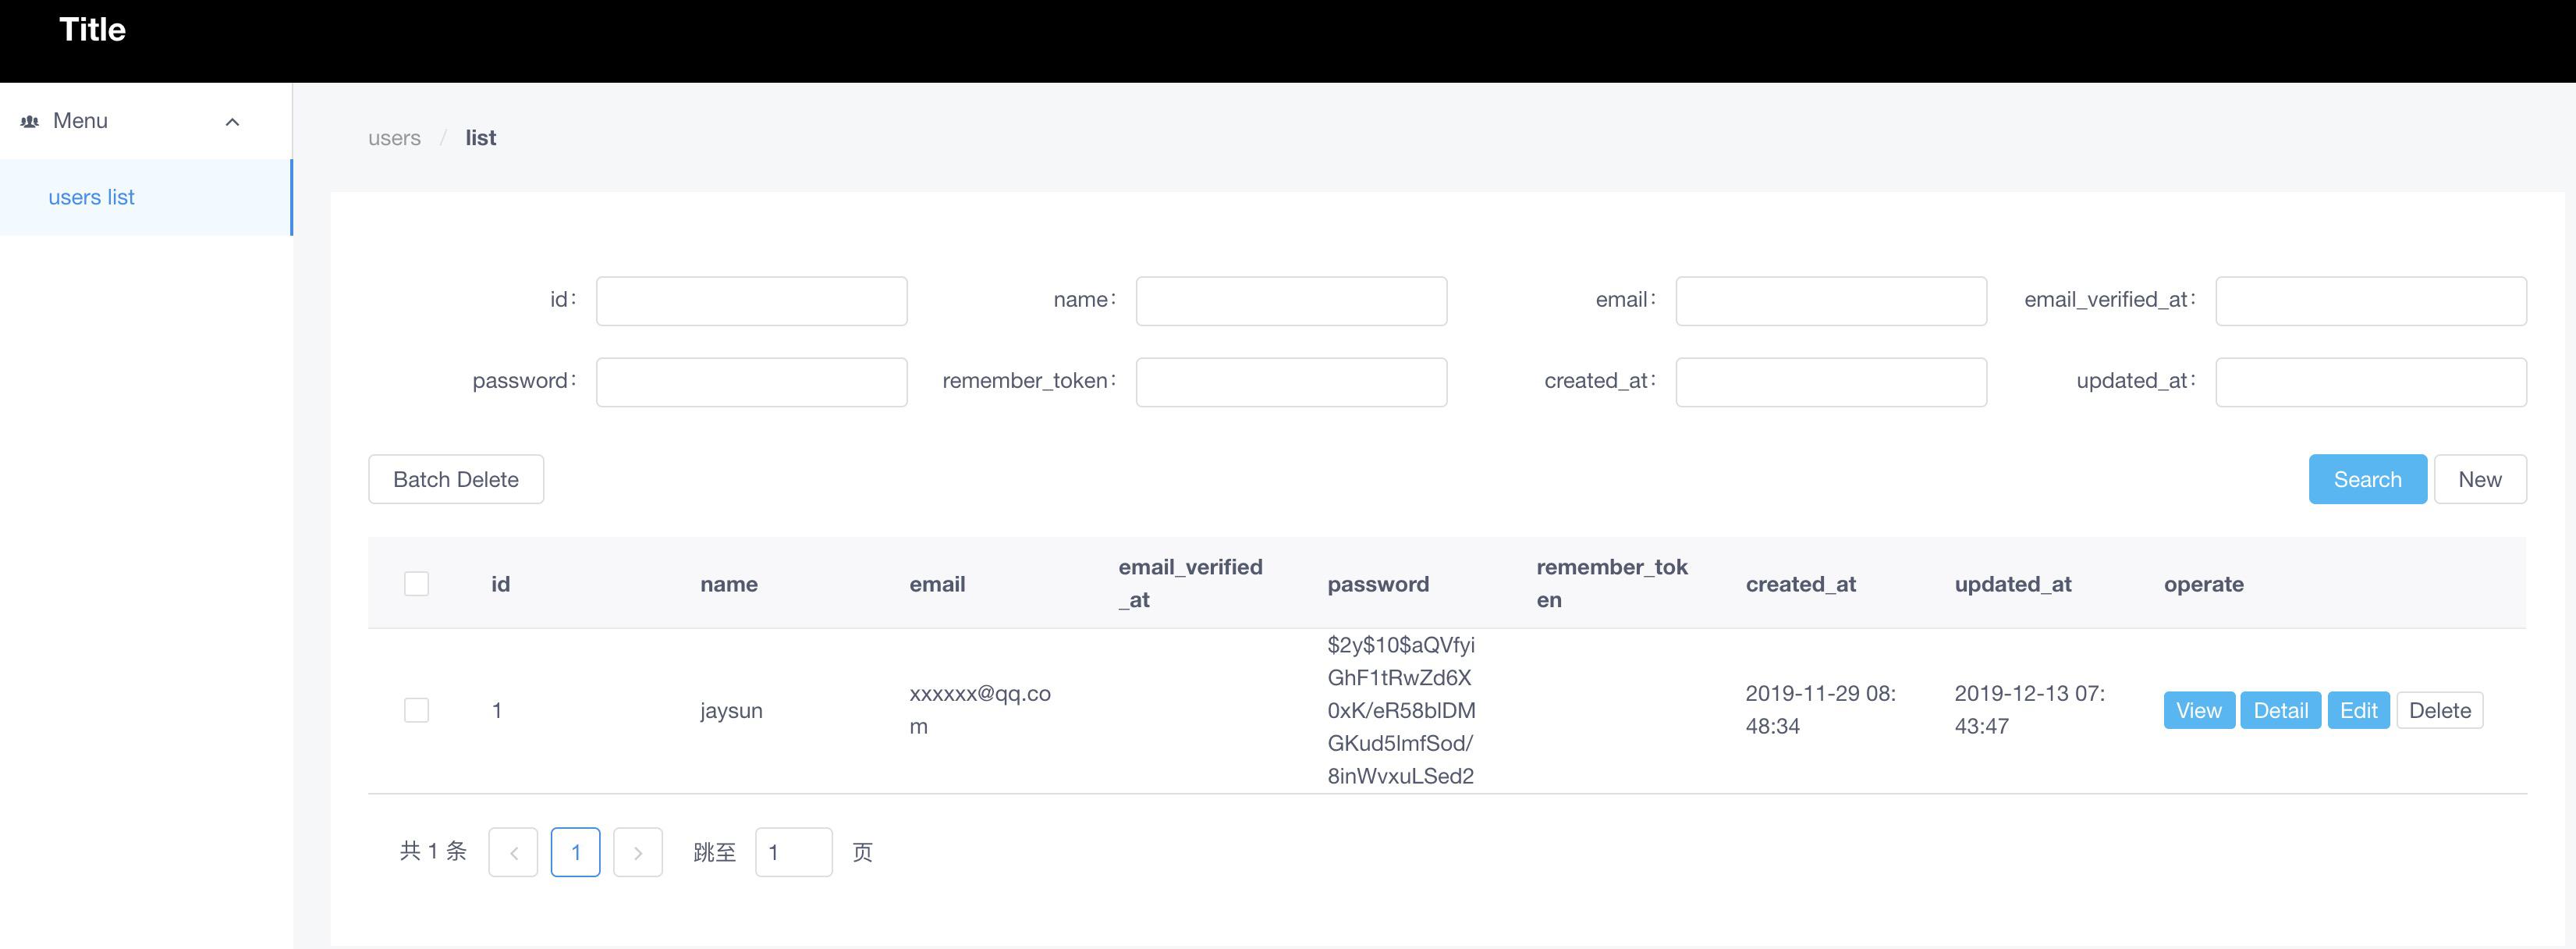 Title
Menu
users list
users / list
id: name: email: email_verified_at:
password: remember_token: created_at: updated_at:
Batch Delete Search New
id name email email_verified_at password remember_token created_at updated_at operate
1 jaysun xxxxxx@qq.com $2y$10$aQVfyiGhF1tRwZd6X0xK/eR58blDMGKud5lmfSod/8inWvxuLSed2 2019-11-29 08:48:34 2019-12-13 07:43:47 View Detail Edit Delete
共 1 条 < 1 > 跳至 1 页